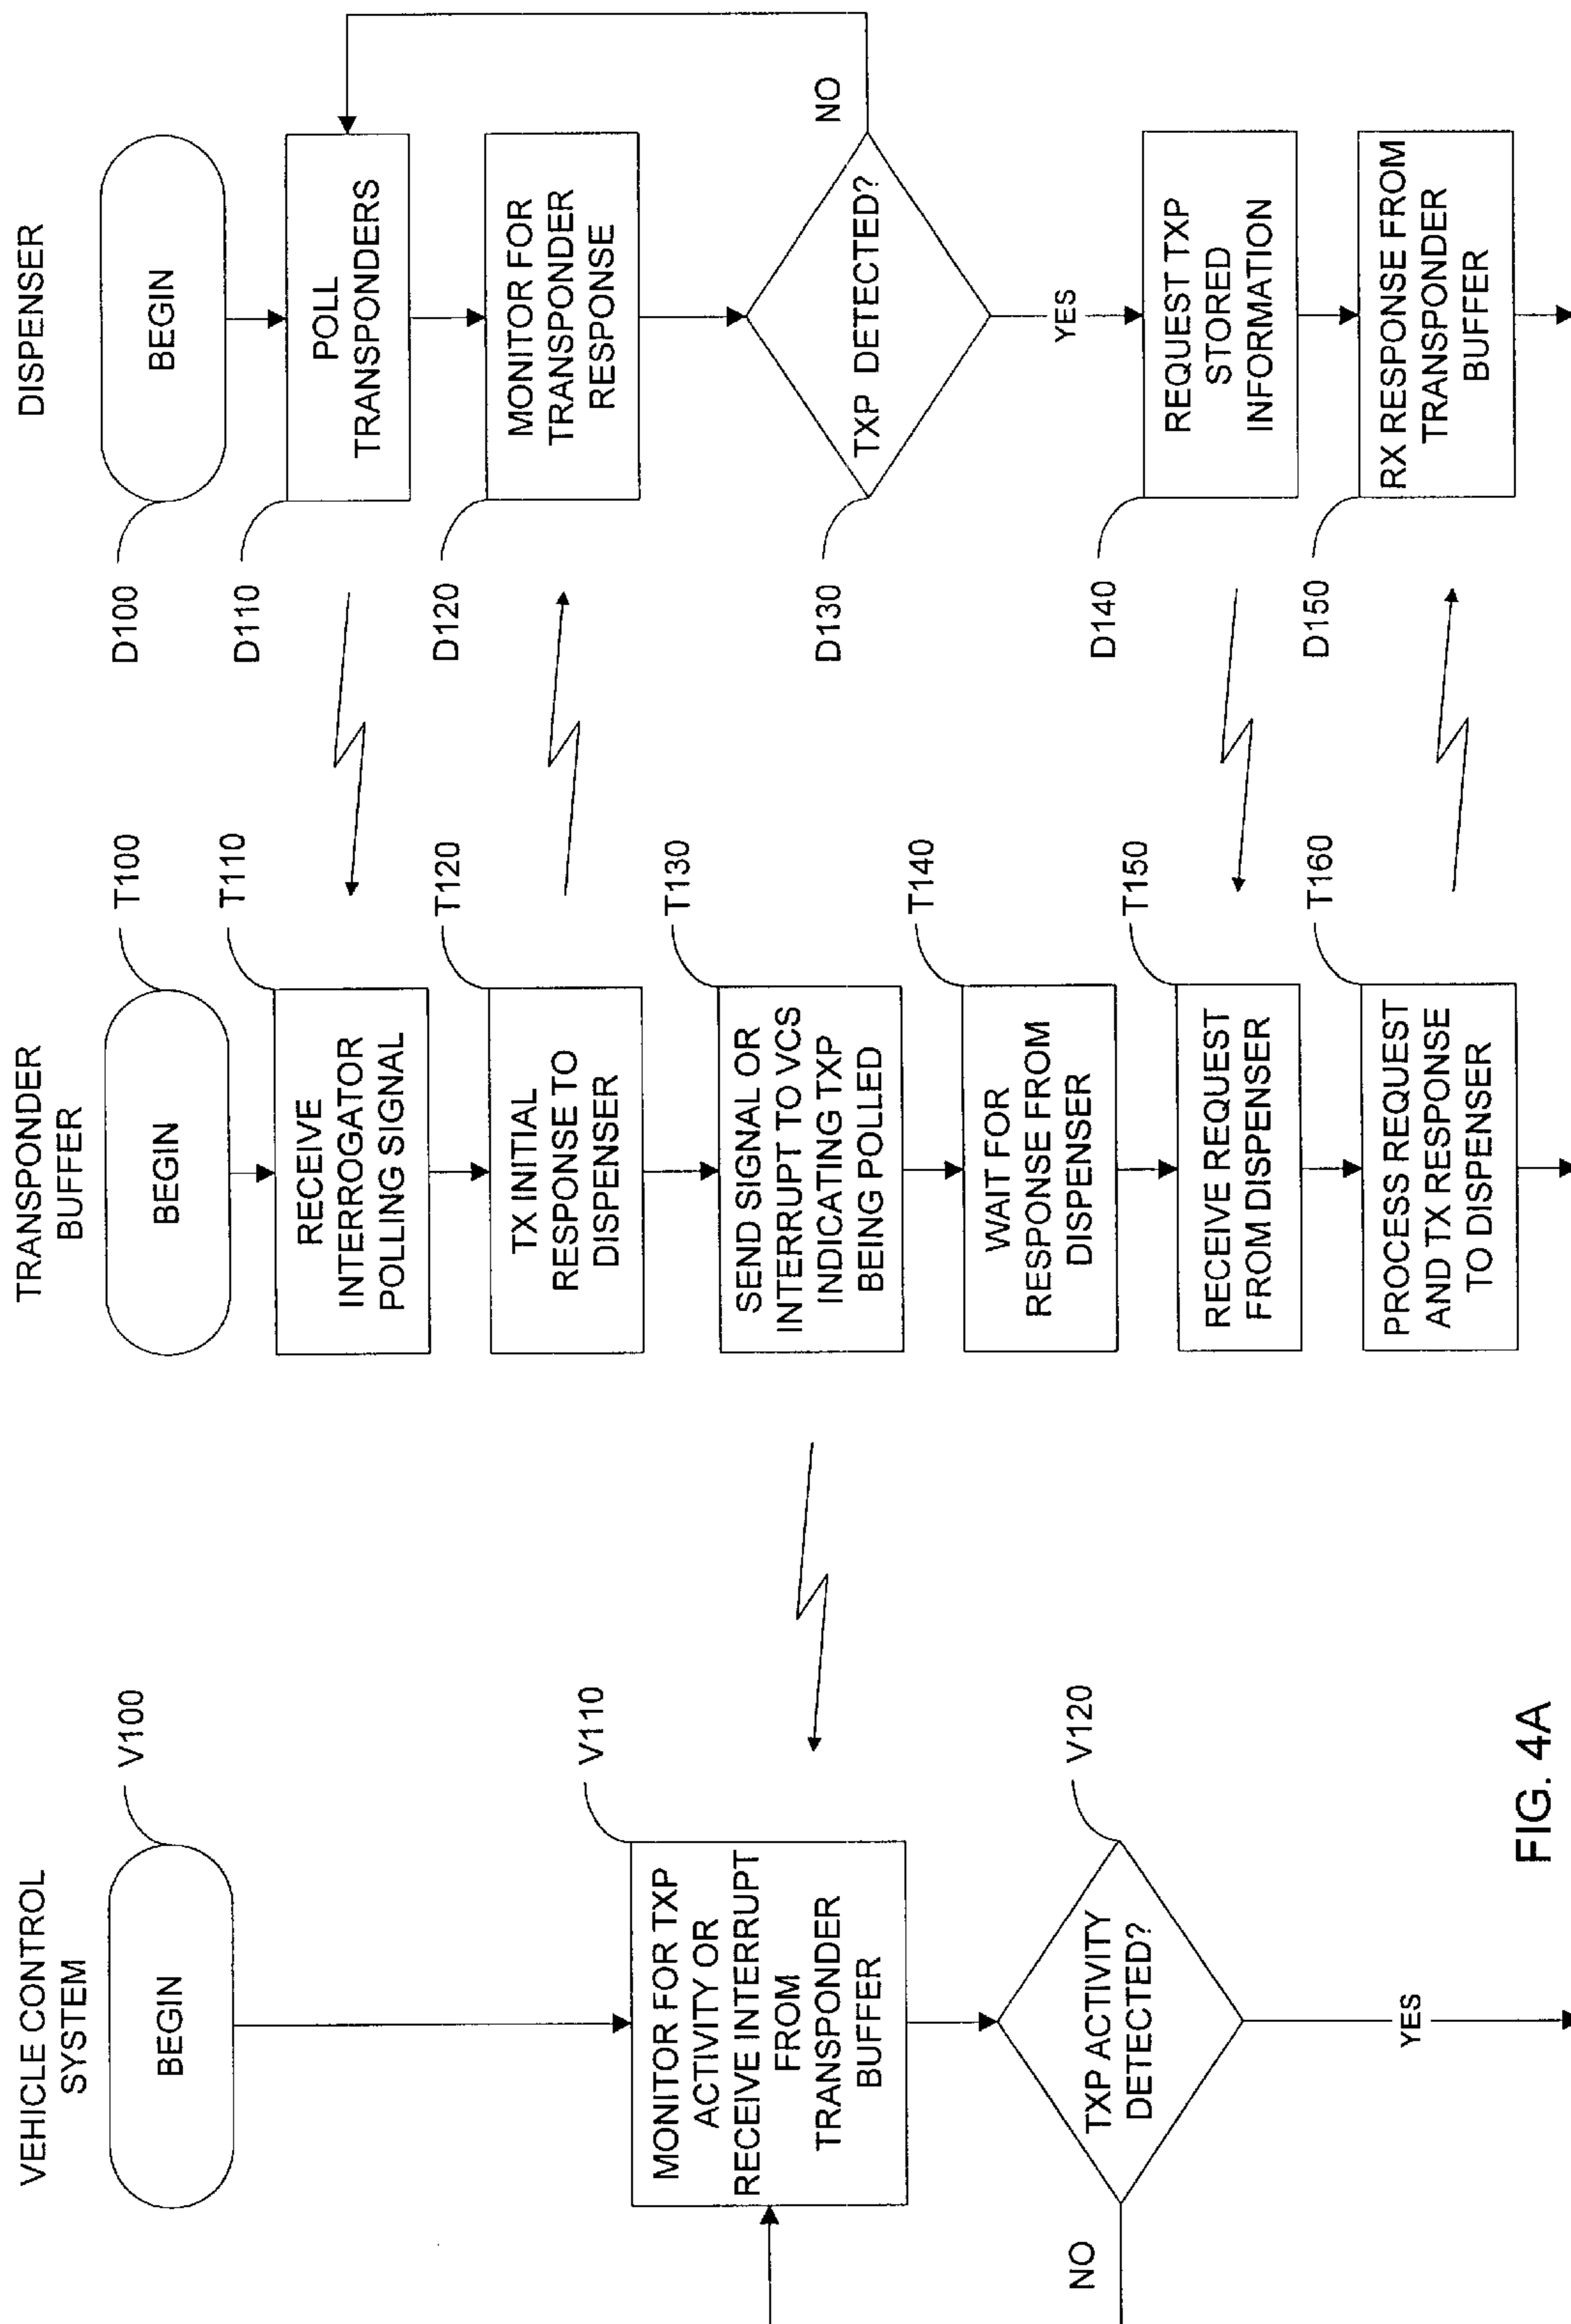 VEHICLE CONTROL
SYSTEM
BEGIN
V100
MONITOR FOR TXP
ACTIVITY OR
RECEIVE INTERRUPT
FROM
TRANSPONDER
BUFFER
V110
TXP ACTIVITY
DETECTED?
V120
NO
YES
TRANSPONDER
BUFFER
BEGIN
T100
RECEIVE
INTERROGATOR
POLLING SIGNAL
T110
TX INITIAL
RESPONSE TO
DISPENSER
T120
SEND SIGNAL OR
INTERRUPT TO VCS
INDICATING TXP
BEING POLLED
T130
WAIT FOR
RESPONSE FROM
DISPENSER
T140
RECEIVE REQUEST
FROM DISPENSER
T150
PROCESS REQUEST
AND TX RESPONSE
TO DISPENSER
T160
DISPENSER
BEGIN
D100
POLL
TRANSPONDERS
D110
MONITOR FOR
TRANSPONDER
RESPONSE
D120
TXP DETECTED?
D130
NO
YES
REQUEST TXP
STORED
INFORMATION
D140
RX RESPONSE FROM
TRANSPONDER
BUFFER
D150
FIG. 4A